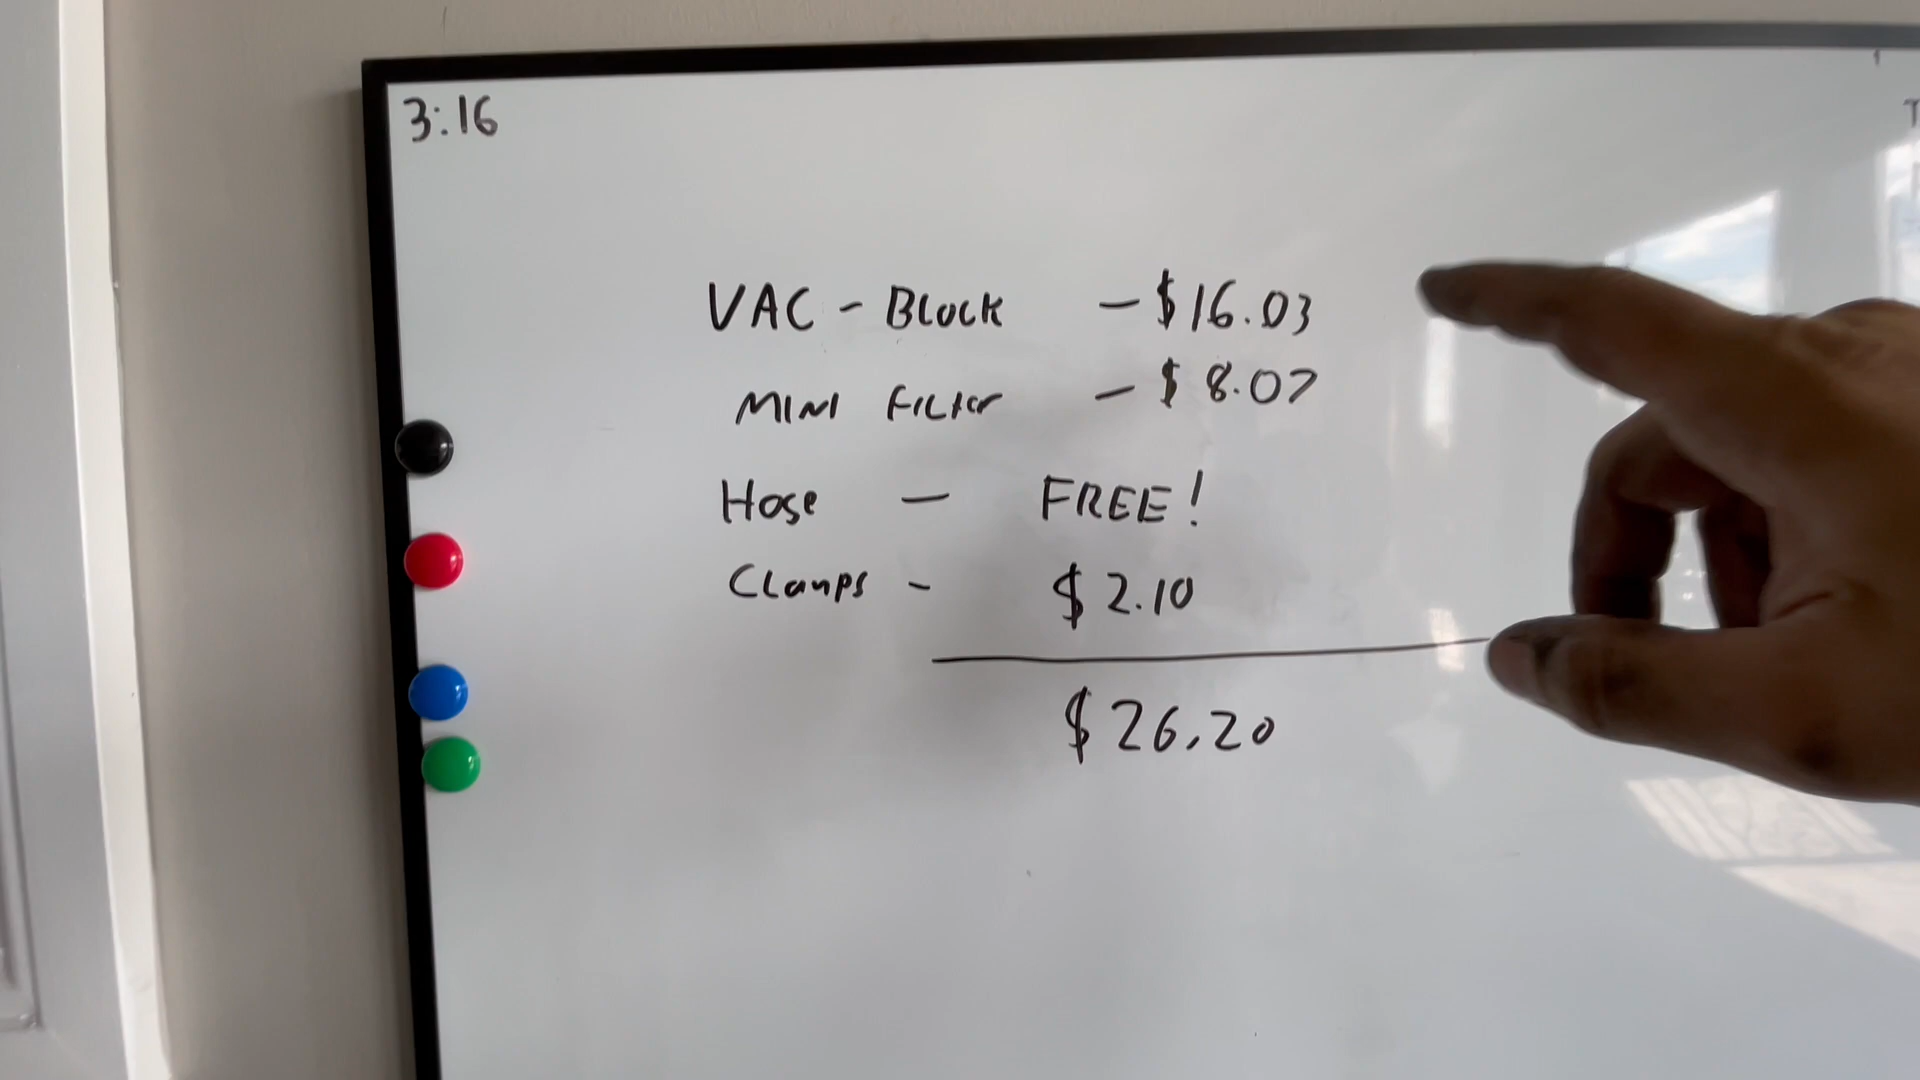 3:16
VAC - BLOCK - $16.03
MINI FILTER - $ 8.07
Hose - FREE!
Clamps - $2.10
$26.20